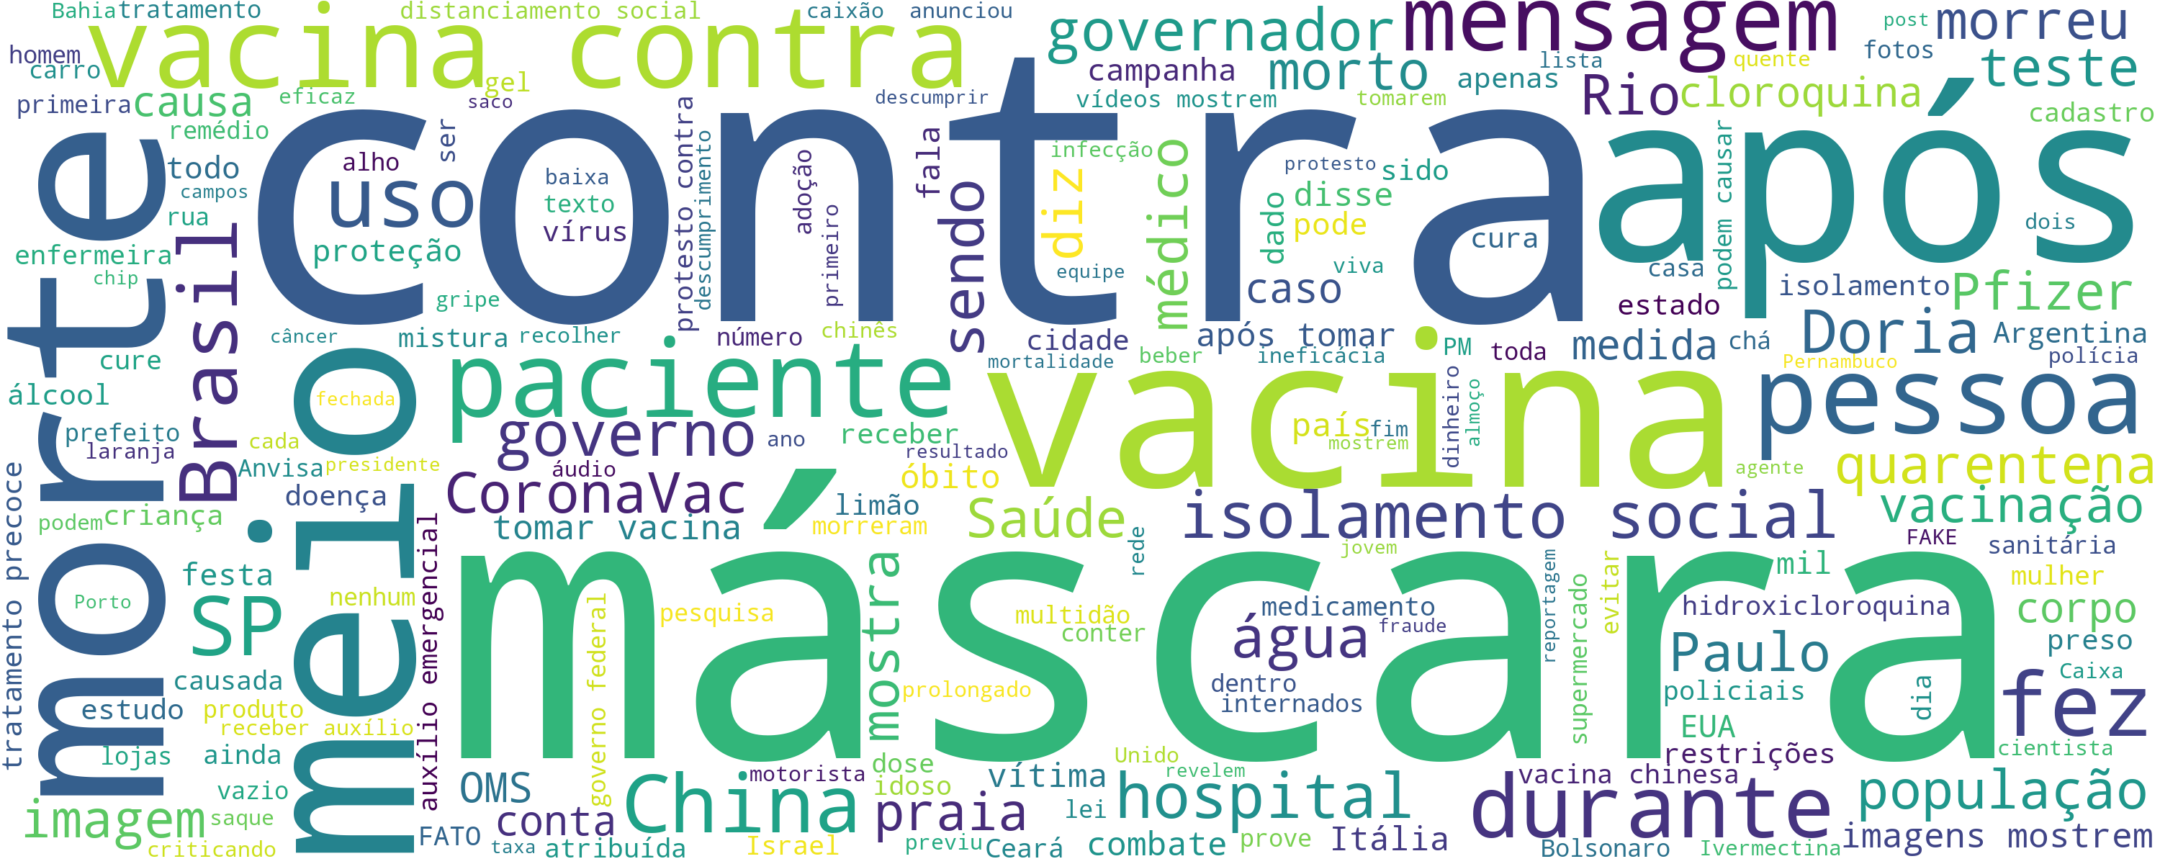 Bahia
tratamento
distanciamento social
caixão
anunciou
governador
mensagem
post
morreu
homem
carro
vacina contra
gel
saco
campanha
morto
apenas
lista
quente
fotos
teste
primeira
causa
eficaz
descumprir
vídeos mostrem
tomarem
Rio
cloroquina
cadastro
remédio
todo
campos
rua
contra
após
ser
alho
uso
baixa
texto
vírus
proteção
protesto contra
descumprimento
adoção
primeiro
fala
sendo
infecção
diz
equipe
médico
protesto
sido
disse
dado
pode
viva
cura
caso
casa
estado
podem causar
dois
enfermeira
chip
morte
Brasil
gripe
isolamento
Pfizer
câncer
mistura
recolher
número
chinês
cidade
após tomar
mortalidade
beber
ineficácia
PM
toda
medida
chá
Doria
Argentina
Pernambuco
polícia
cure
álcool
meio
fechada
paciente
vacina
pessoa
prefeito
laranja
cada
Anvisa
presidente
governo
ano
receber
áudio
resultado
óbito
país
fim
mostrem
dinheiro
almoço
agente
quarentena
doença
podem
criança
CoronaVac
tomar vacina
limão
morreram
Saúde
isolamento social
vacinação
tratamento precoce
auxílio emergencial
rede
jovem
FAKE
sanitária
festa
nenhum
SP
Porto
máscara
governo federal
pesquisa
mostra
multidão
conter
medicamento
água
fraude
reportagem
supermercado
evitar
mil
hidroxicloroquina
mulher
corpo
preso
Paulo
Caixa
causada
estudo
produto
receber auxílio
prolongado
dentro
internados
policiais
EUA
dia
fez
lojas
ainda
vazio
OMS
China
motorista
dose
idoso
vítima
Unido
revelem
hospital
vacina chinesa
restrições
cientista
durante
população
imagem
saque
criticando
FATO
conta
taxa
atribuída
praia
Israel
previu
lei
Ceará
combate
prove
Itália
Bolsonaro
Ivermectina
imagens mostrem